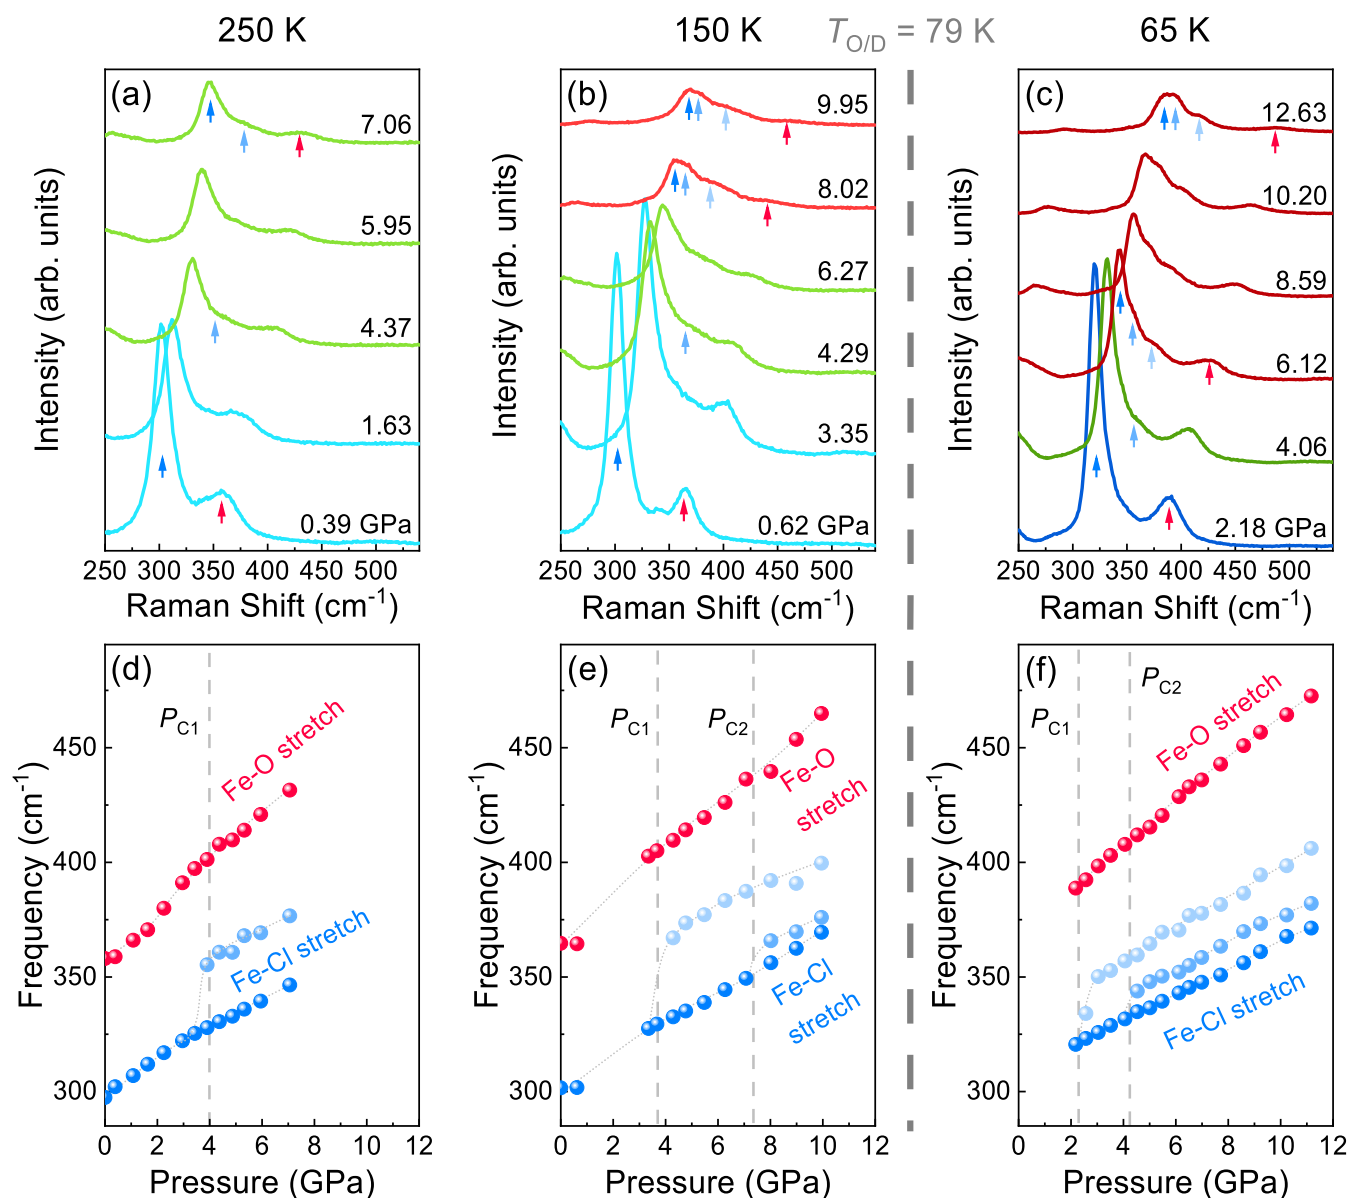 250 K
150 K
T_O/D = 79 K
65 K
(a)
7.06
5.95
4.37
1.63
0.39 GPa
Intensity (arb. units)
250 300 350 400 450 500
Raman Shift (cm⁻¹)
(b)
9.95
8.02
6.27
4.29
3.35
0.62 GPa
Intensity (arb. units)
250 300 350 400 450 500
Raman Shift (cm⁻¹)
(c)
12.63
10.20
8.59
6.12
4.06
2.18 GPa
Intensity (arb. units)
250 300 350 400 450 500
Raman Shift (cm⁻¹)
(d)
P_C1
Fe-O stretch
Fe-Cl stretch
450
400
350
300
Frequency (cm⁻¹)
0 2 4 6 8 10 12
Pressure (GPa)
(e)
P_C1
P_C2
Fe-O
stretch
Fe-Cl
stretch
450
400
350
300
Frequency (cm⁻¹)
0 2 4 6 8 10 12
Pressure (GPa)
(f)
P_C2
P_C1
Fe-O stretch
Fe-Cl stretch
450
400
350
300
Frequency (cm⁻¹)
0 2 4 6 8 10 12
Pressure (GPa)